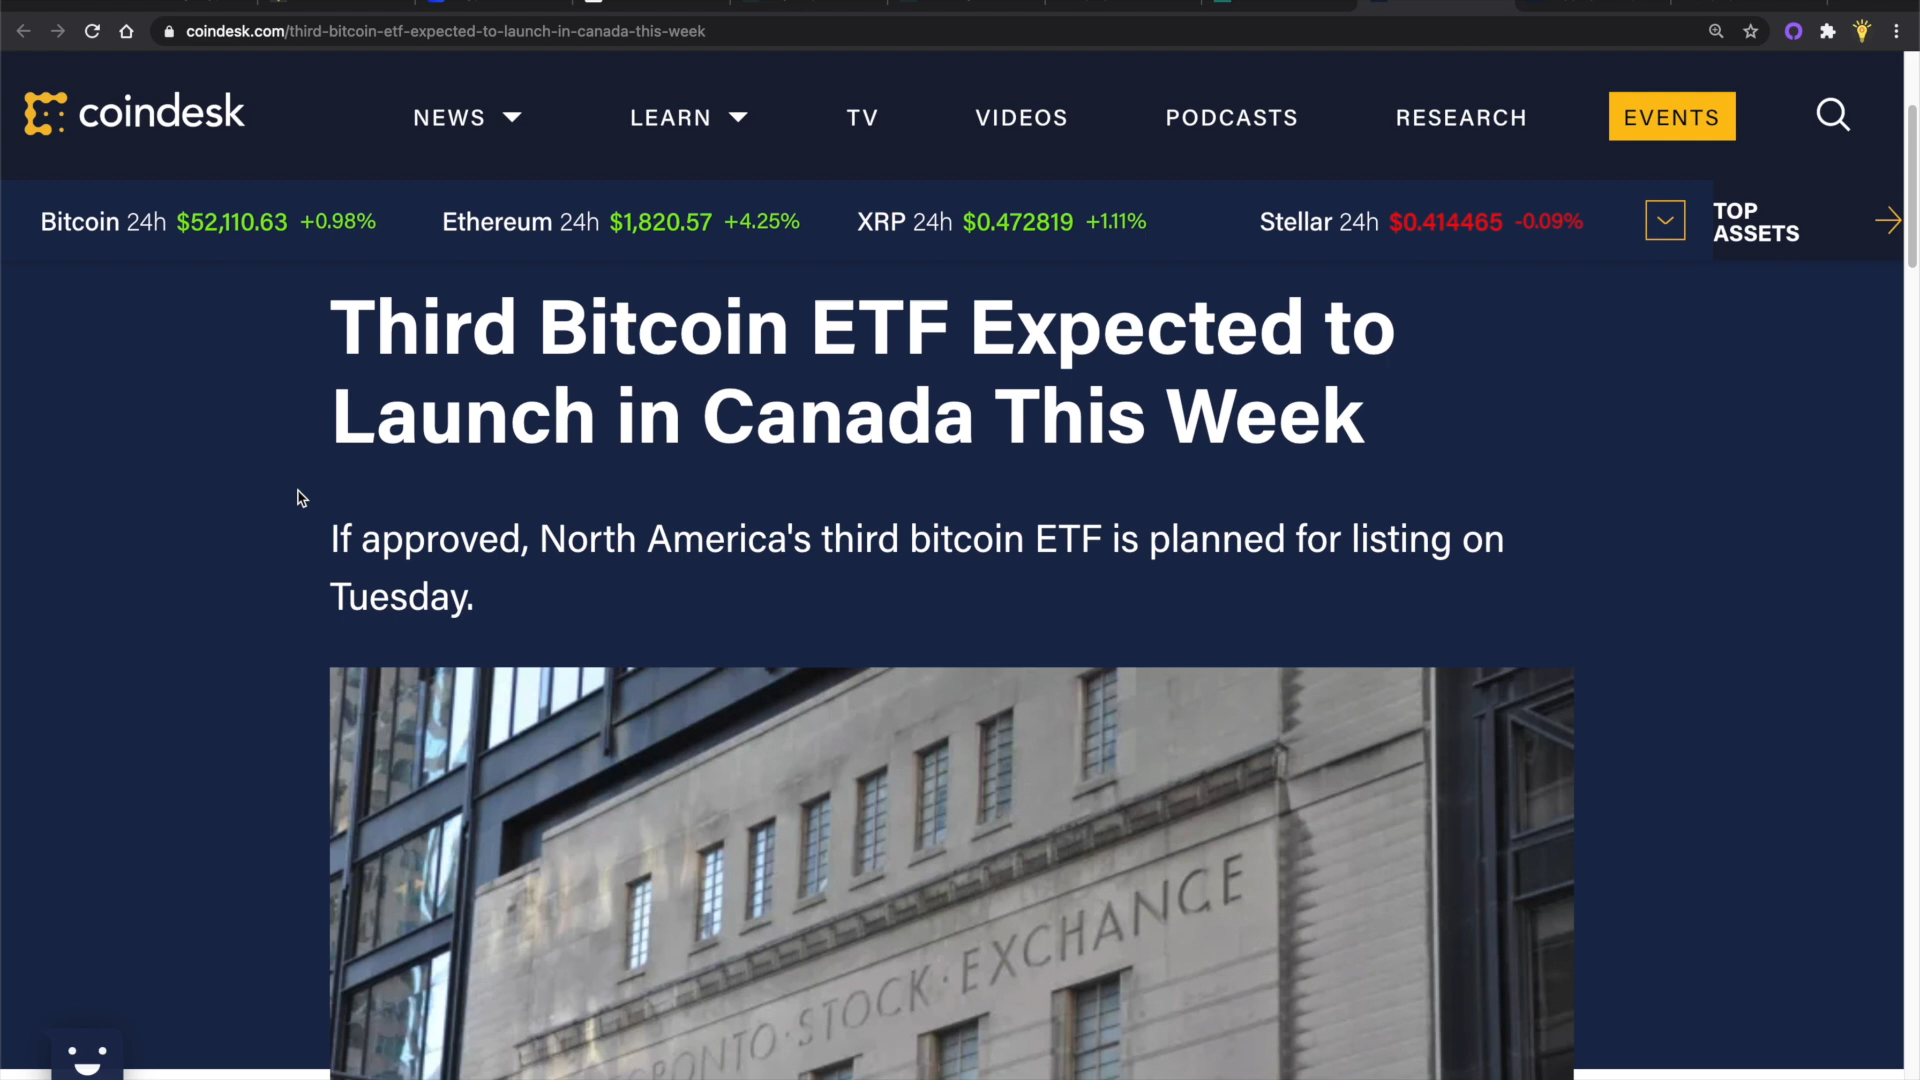 coindesk.com/third-bitcoin-etf-expected-to-launch-in-canada-this-week
coindesk
NEWS
LEARN
TV
VIDEOS
PODCASTS
RESEARCH
EVENTS
Bitcoin 24h $52,110.63 +0.98%
Ethereum 24h $1,820.57 +4.25%
XRP 24h $0.472819 +1.11%
Stellar 24h $0.414465 -0.09%
TOP
ASSETS
Third Bitcoin ETF Expected to
Launch in Canada This Week
If approved, North America's third bitcoin ETF is planned for listing on
Tuesday.
TORONTO·STOCK·EXCHANGE